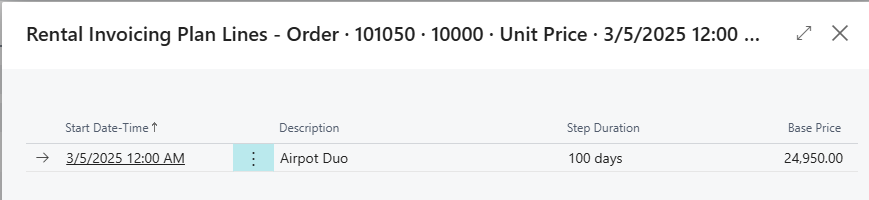 Rental Invoicing Plan Lines - Order · 101050 · 10000 · Unit Price · 3/5/2025 12:00 ...
Start Date-Time↑ Description Step Duration Base Price
→ 3/5/2025 12:00 AM ⋮ Airpot Duo 100 days 24,950.00